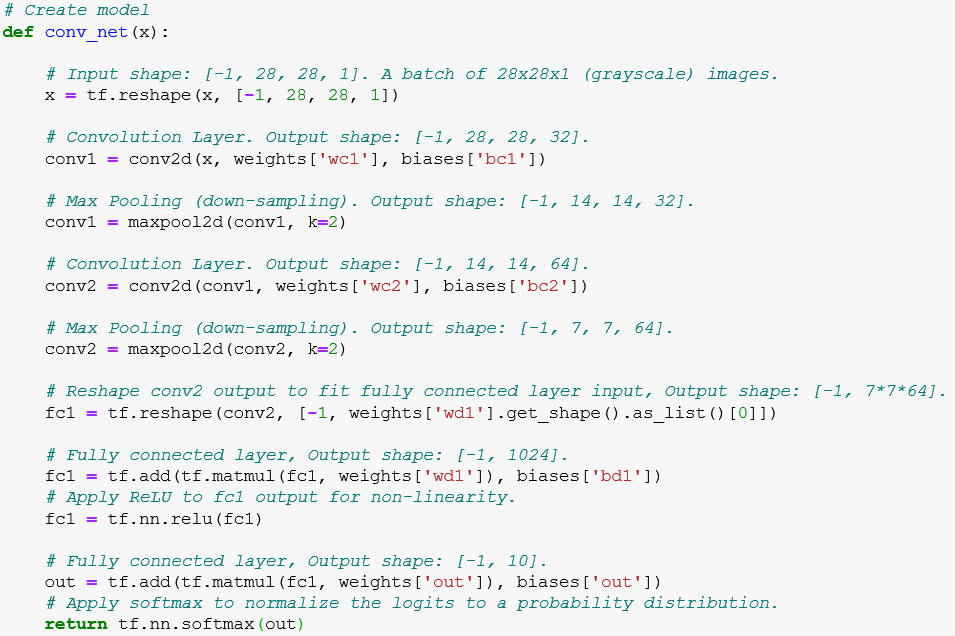 # Create model
def conv_net(x):
# Input shape: [-1, 28, 28, 1]. A batch of 28x28x1 (grayscale) images.
x = tf.reshape(x, [-1, 28, 28, 1])
# Convolution Layer. Output shape: [-1, 28, 28, 32].
conv1 = conv2d(x, weights['wc1'], biases['bc1'])
# Max Pooling (down-sampling). Output shape: [-1, 14, 14, 32].
conv1 = maxpool2d(conv1, k=2)
# Convolution Layer. Output shape: [-1, 14, 14, 64].
conv2 = conv2d(conv1, weights['wc2'], biases['bc2'])
# Max Pooling (down-sampling). Output shape: [-1, 7, 7, 64].
conv2 = maxpool2d(conv2, k=2)
# Reshape conv2 output to fit fully connected layer input, Output shape: [-1, 7*7*64].
fc1 = tf.reshape(conv2, [-1, weights['wd1'].get_shape().as_list()[0]])
# Fully connected layer, Output shape: [-1, 1024].
fc1 = tf.add(tf.matmul(fc1, weights['wd1']), biases['bd1'])
# Apply ReLU to fc1 output for non-linearity.
fc1 = tf.nn.relu(fc1)
# Fully connected layer, Output shape: [-1, 10].
out = tf.add(tf.matmul(fc1, weights['out']), biases['out'])
# Apply softmax to normalize the logits to a probability distribution.
return tf.nn.softmax(out)